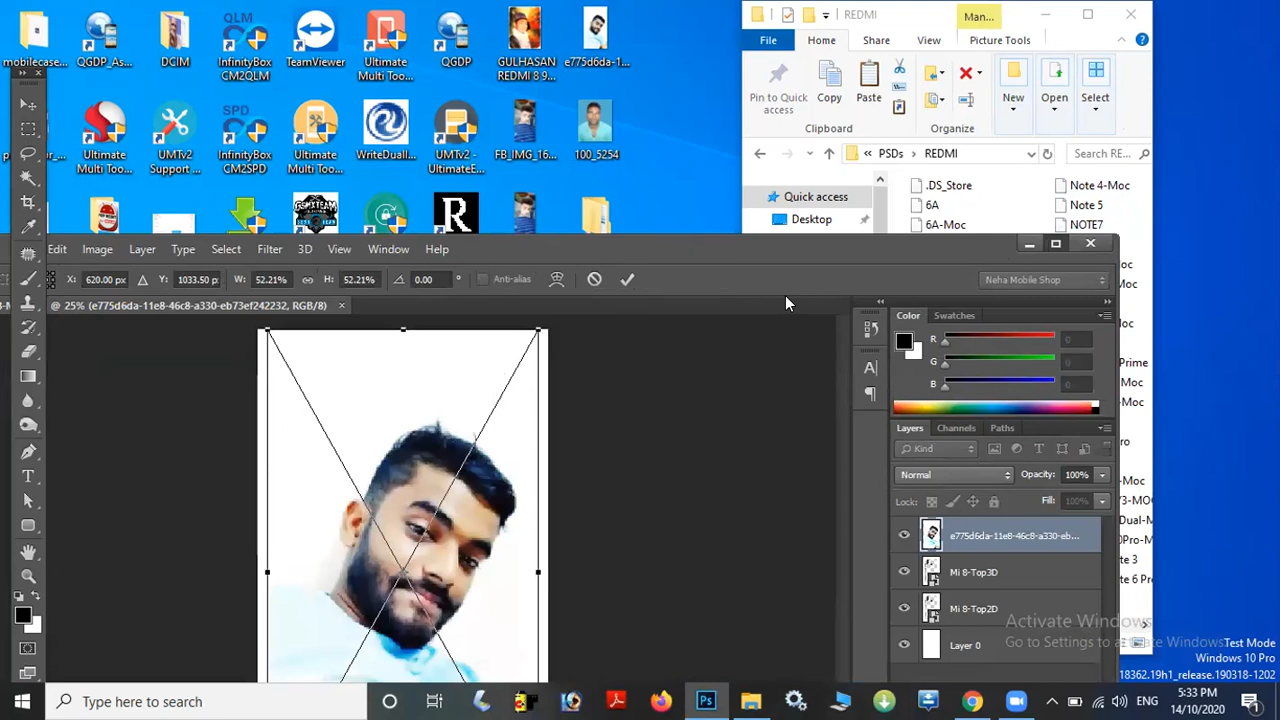 REDMI
Man...
File
Home
Share
View
Picture Tools
mobilecase...
QGDP_As...
DCIM
InfinityBox
CM2QLM
TeamViewer
Ultimate
Multi Too...
QGDP
GULHASAN
REDMI 8 9...
e775d6da-1...
Pin to Quick
access
Copy
Paste
New
Open
Select
Clipboard
Organize
Ultimate
Multi Too...
UMTv2
Support ...
InfinityBox
CM2SPD
Ultimate
Multi Too...
WriteDuall...
UMTv2 -
UltimateE...
FB_IMG_16...
100_5254
PSDs
REDMI
Search RE...
Quick access
Desktop
.DS_Store
6A
6A-Moc
Note 4-Moc
Note 5
NOTE7
Edit
Image
Layer
Type
Select
Filter
3D
View
Window
Help
X: 620.00 px
Y: 1033.50 px
W: 52.21%
H: 52.21%
0.00 °
Anti-alias
Neha Mobile Shop
@ 25% (e775d6da-11e8-46c8-a330-eb73ef242232, RGB/8)
Color
Swatches
R 0
G 0
B 0
Layers
Channels
Paths
Kind
Normal
Opacity: 100%
Lock:
Fill: 100%
e775d6da-11e8-46c8-a330-eb...
Mi 8-Top3D
Mi 8-Top2D
Layer 0
Activate Windows
Go to Settings to activate Windows.
Test Mode
Windows 10 Pro
18362.19h1_release.190318-1202
Type here to search
ENG
5:33 PM
14/10/2020